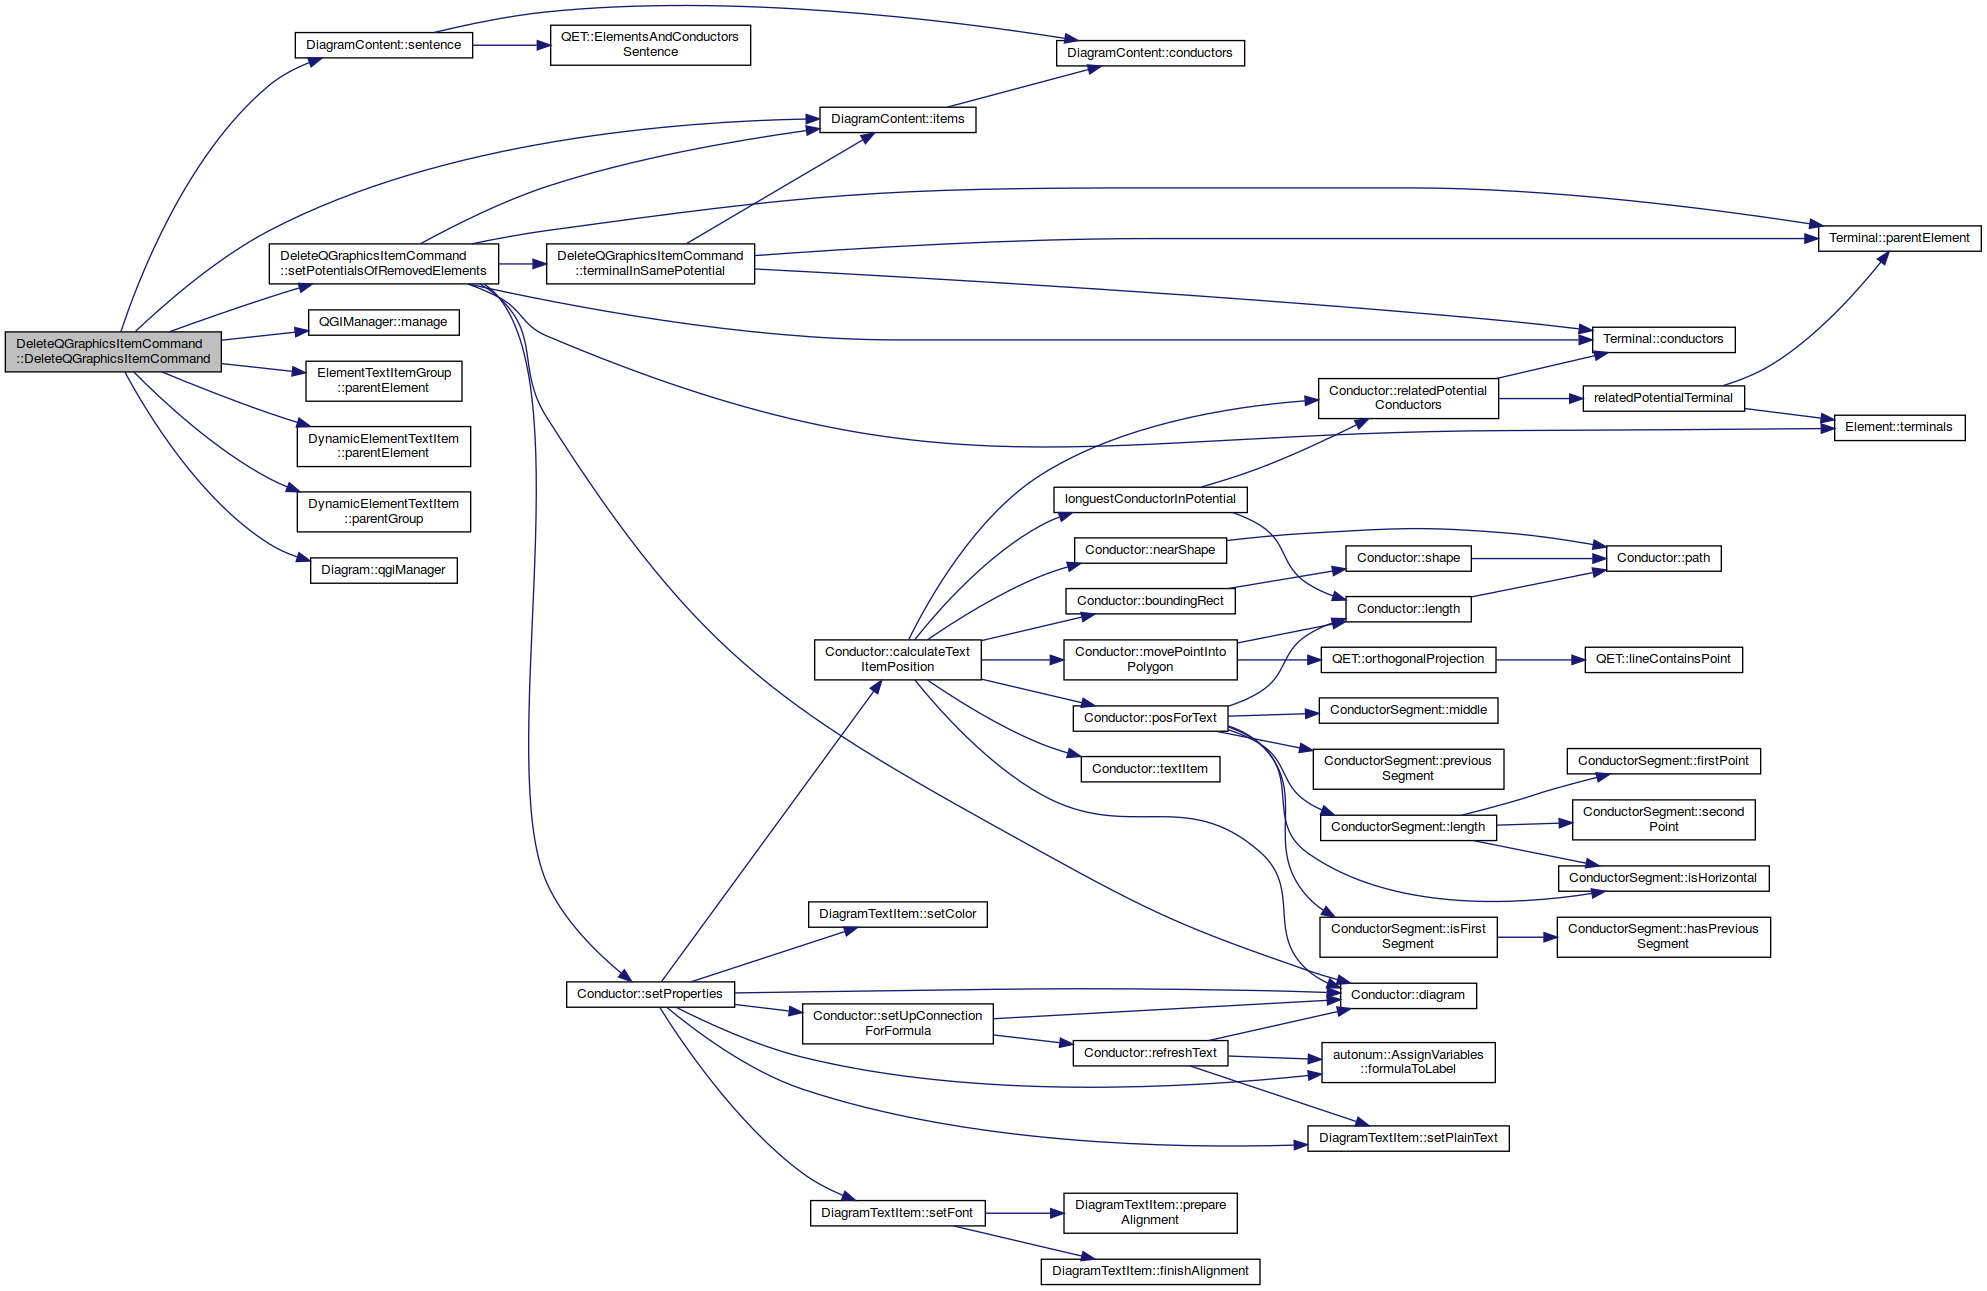 DiagramContent::sentence
QET::ElementsAndConductors
Sentence
DiagramContent::conductors
DiagramContent::items
DeleteQGraphicsItemCommand
::setPotentialsOfRemovedElements
DeleteQGraphicsItemCommand
::terminalInSamePotential
Terminal::parentElement
QGIManager::manage
DeleteQGraphicsItemCommand
::DeleteQGraphicsItemCommand
Terminal::conductors
ElementTextItemGroup
::parentElement
Conductor::relatedPotential
Conductors
relatedPotentialTerminal
Element::terminals
DynamicElementTextItem
::parentElement
DynamicElementTextItem
::parentGroup
longuestConductorInPotential
Conductor::nearShape
Conductor::shape
Conductor::path
Diagram::qgiManager
Conductor::boundingRect
Conductor::length
Conductor::calculateText
ItemPosition
Conductor::movePointInto
Polygon
QET::orthogonalProjection
QET::lineContainsPoint
Conductor::posForText
ConductorSegment::middle
Conductor::textItem
ConductorSegment::previous
Segment
ConductorSegment::firstPoint
ConductorSegment::length
ConductorSegment::second
Point
ConductorSegment::isHorizontal
DiagramTextItem::setColor
ConductorSegment::isFirst
Segment
ConductorSegment::hasPrevious
Segment
Conductor::setProperties
Conductor::diagram
Conductor::setUpConnection
ForFormula
Conductor::refreshText
autonum::AssignVariables
::formulaToLabel
DiagramTextItem::setPlainText
DiagramTextItem::setFont
DiagramTextItem::prepare
Alignment
DiagramTextItem::finishAlignment